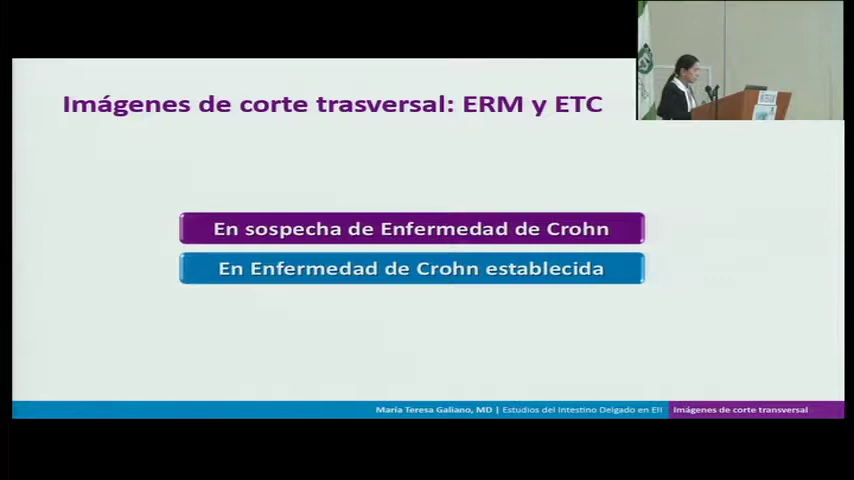 Imágenes de corte trasversal: ERM y ETC
En sospecha de Enfermedad de Crohn
En Enfermedad de Crohn establecida
María Teresa Galiano, MD | Estudios del Intestino Delgado en EII
Imágenes de corte transversal